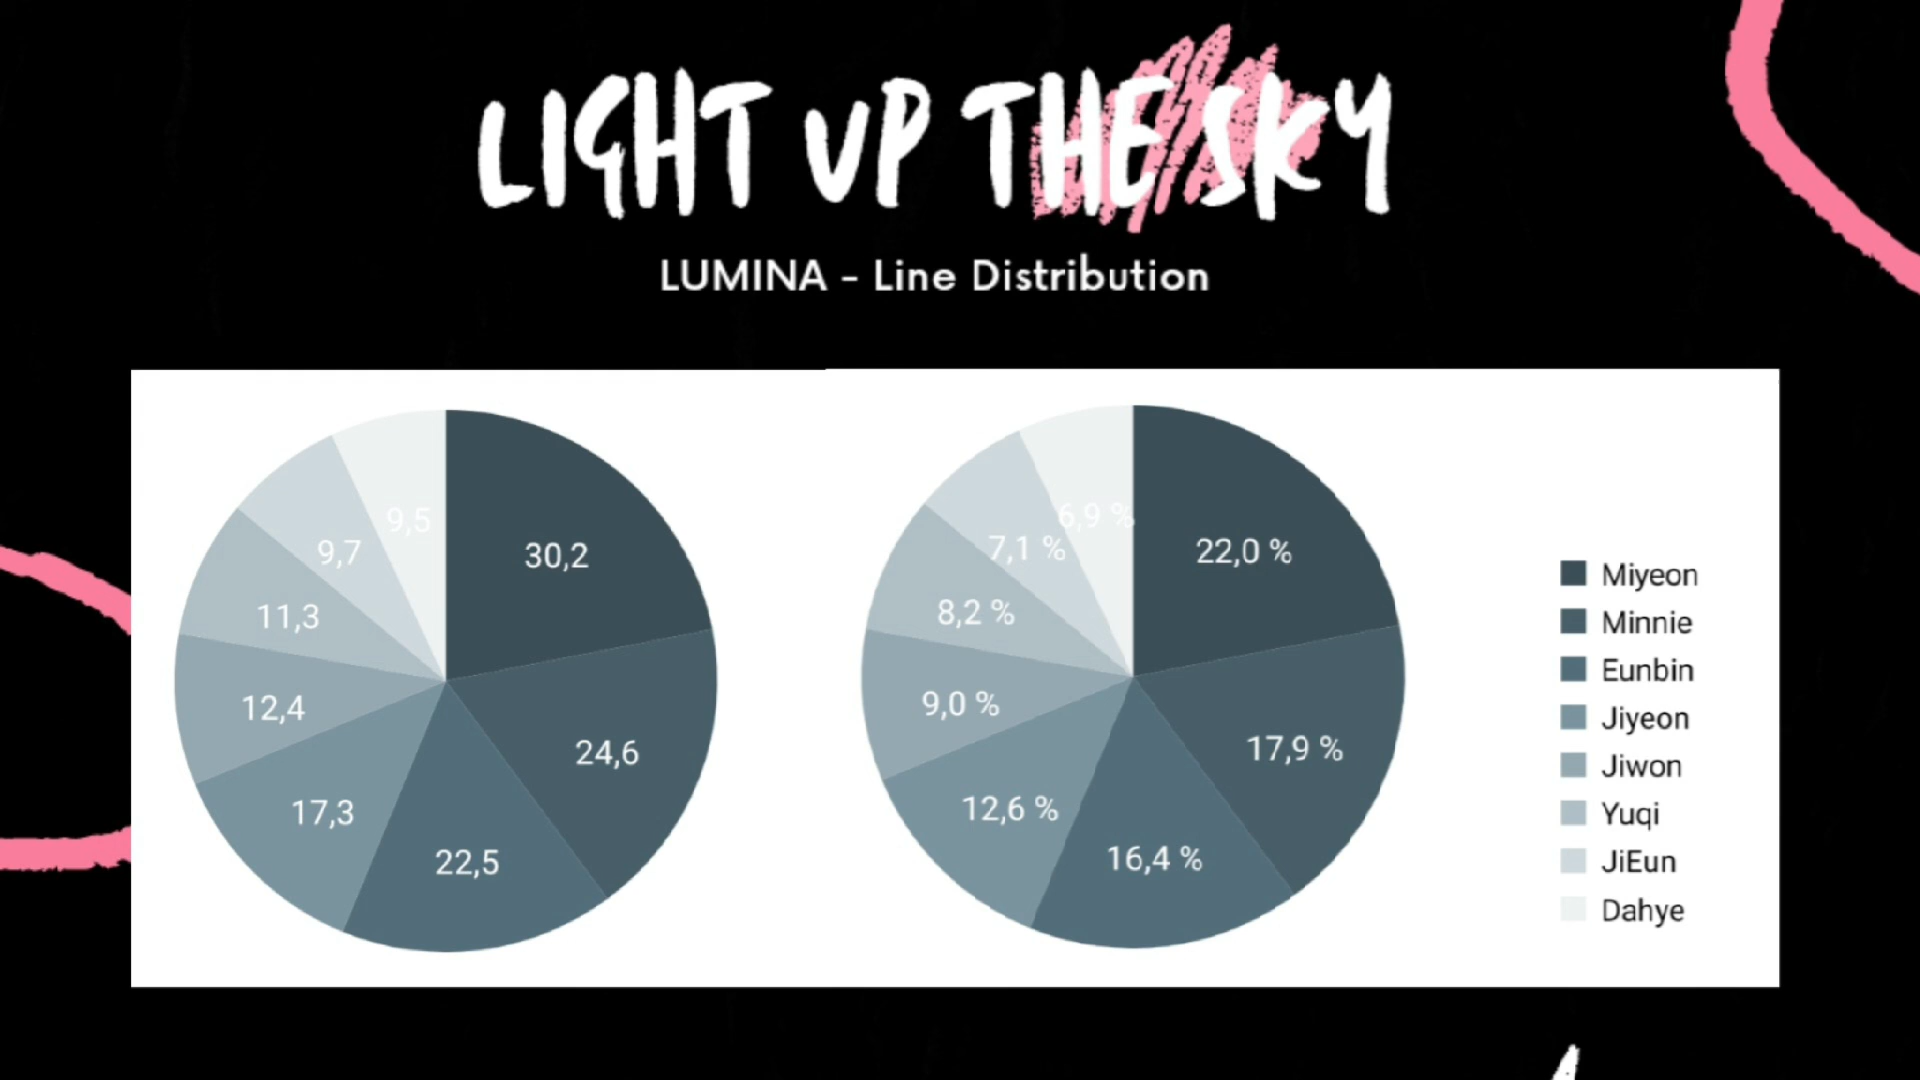 LIGHT UP THE SKY
LUMINA - Line Distribution
30,2
24,6
22,5
17,3
12,4
11,3
9,7
9,5
22,0 %
17,9 %
16,4 %
12,6 %
9,0 %
8,2 %
7,1 %
6,9 %
Miyeon
Minnie
Eunbin
Jiyeon
Jiwon
Yuqi
JiEun
Dahye